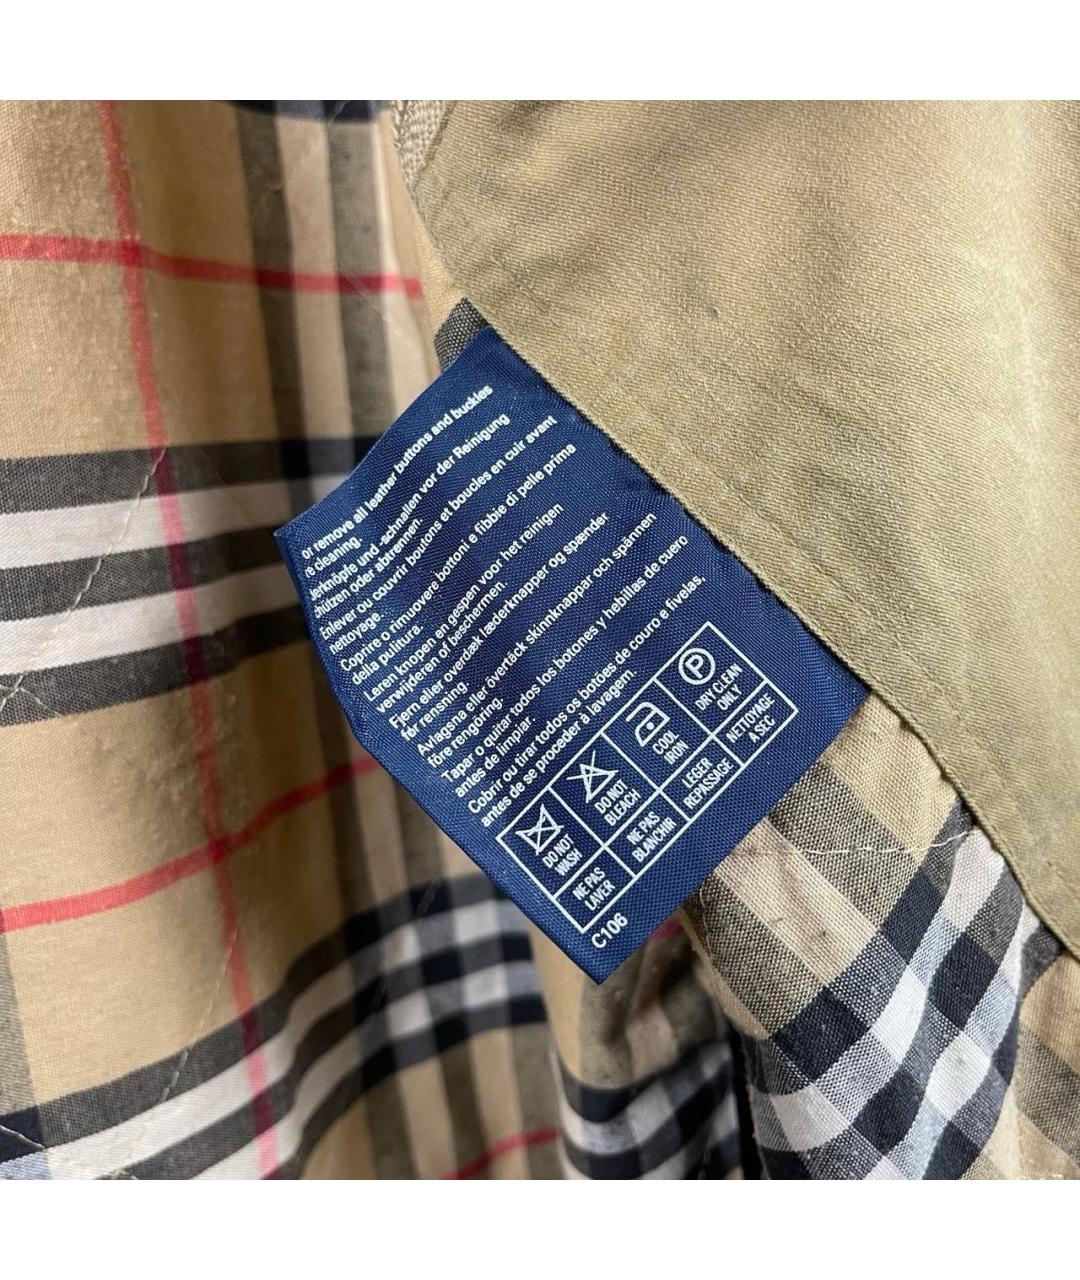 or remove all leather buttons and buckles
re cleaning.
derknöpfe und -schnallen vor der Reinigung
chützen oder abtrennen.
Enlever ou couvrir boutons et boucles en cuir avant
nettoyage.
Coprire o rimuovere bottoni e fibbie di pelle prima
della pulitura.
Leren knopen en gespen voor het reinigen
verwijderen of beschermen.
Fjern eller overdæk læderknapper og spænder
før rensning.
Avlägsna eller övertäck skinnknappar och spännen
före rengöring.
Tapar o quitar todos los botones y hebillas de cuero
antes de limpiar.
Cobrir ou tirar todos os botões de couro e fivelas,
antes de se proceder à lavagem.
DO NOT
WASH
DO NOT
BLEACH
COOL
IRON
P
DRY CLEAN
ONLY
NE PAS
LAVER
NE PAS
BLANCHIR
LEGER
REPASSAGE
NETTOYAGE
A SEC
C106